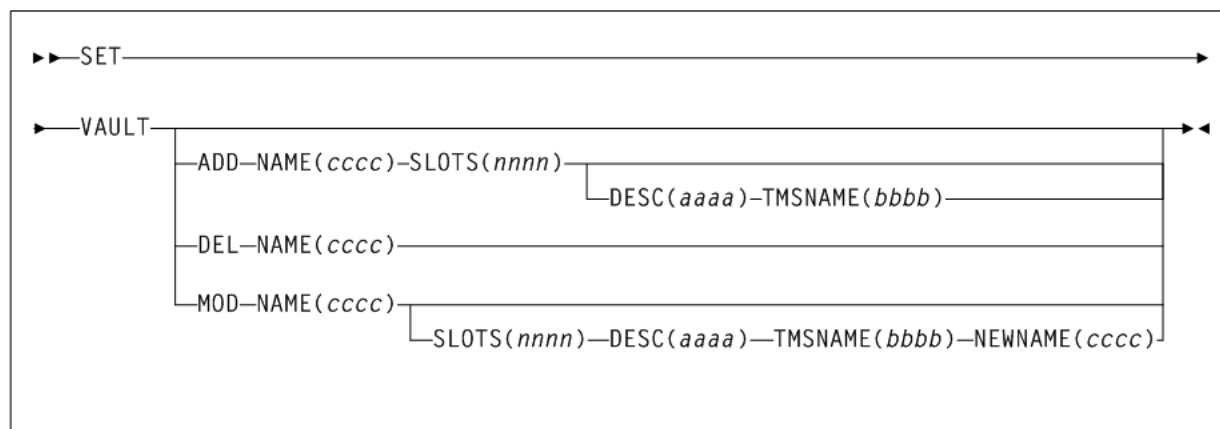 SET
VAULT
ADD NAME(cccc) SLOTS(nnnn)
DESC(aaaa) TMSNAME(bbbb)
DEL NAME(cccc)
MOD NAME(cccc)
SLOTS(nnnn) DESC(aaaa) TMSNAME(bbbb) NEWNAME(cccc)